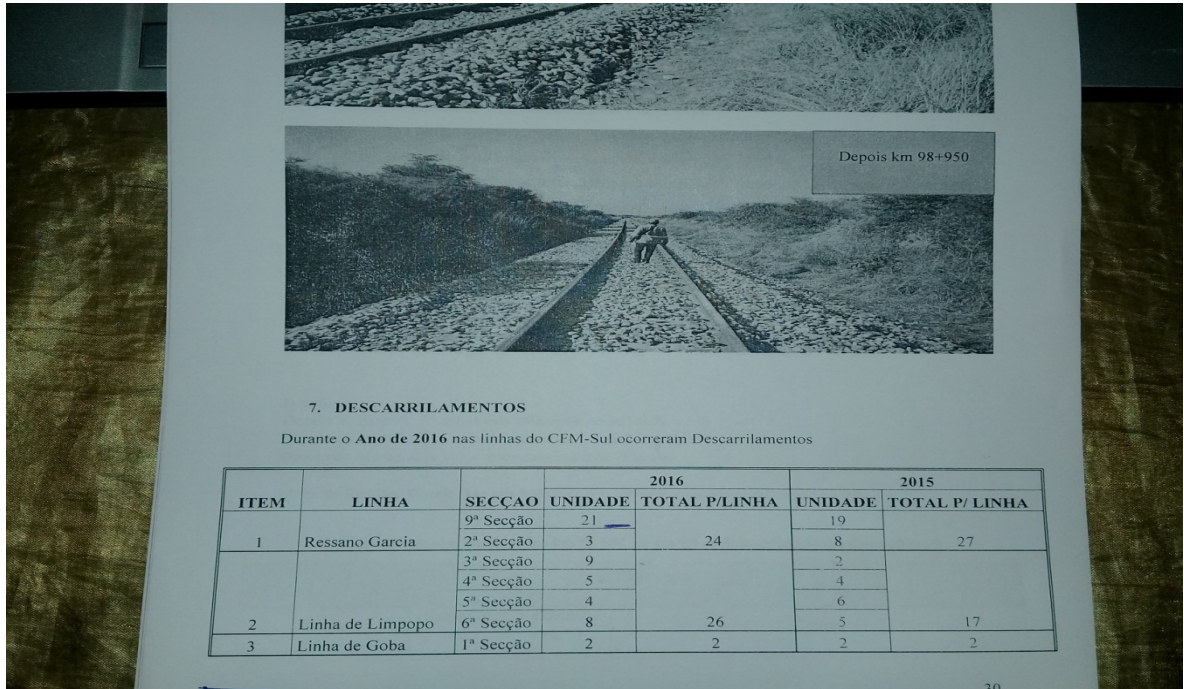 Depois km 98+950
7. DESCARRILAMENTOS
Durante o Ano de 2016 nas linhas do CFM-Sul ocorreram Descarrilamentos
2016 2015
ITEM LINHA SECÇAO UNIDADE TOTAL P/LINHA UNIDADE TOTAL P/ LINHA
9ª Secção 21 19
1 Ressano Garcia 2ª Secção 3 24 8 27
3ª Secção 9 2
4ª Secção 5 4
5ª Secção 4 6
2 Linha de Limpopo 6ª Secção 8 26 5 17
3 Linha de Goba 1ª Secção 2 2 2 2
30